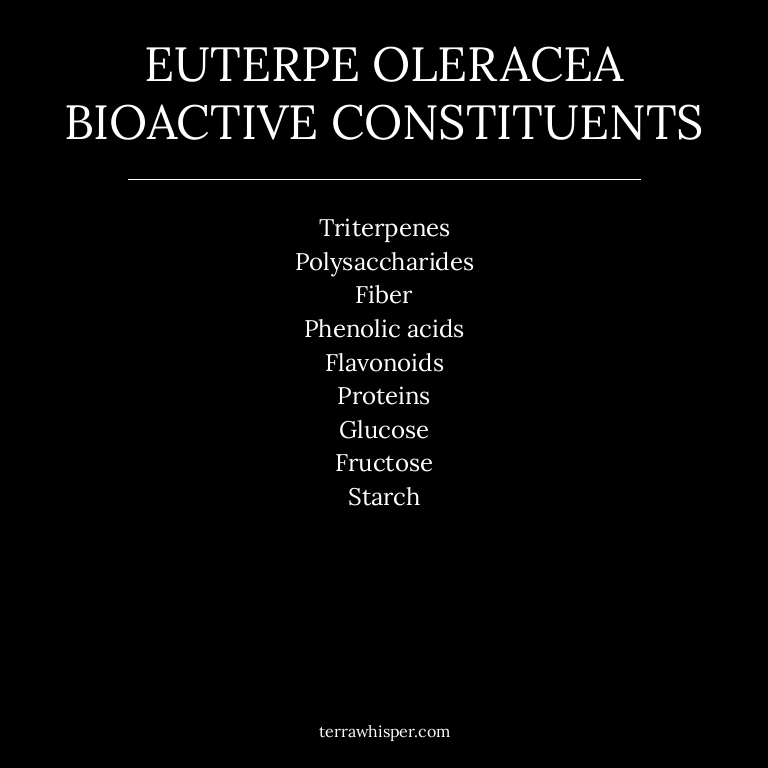 EUTERPE OLERACEA
BIOACTIVE CONSTITUENTS
Triterpenes
Polysaccharides
Fiber
Phenolic acids
Flavonoids
Proteins
Glucose
Fructose
Starch
terrawhisper.com